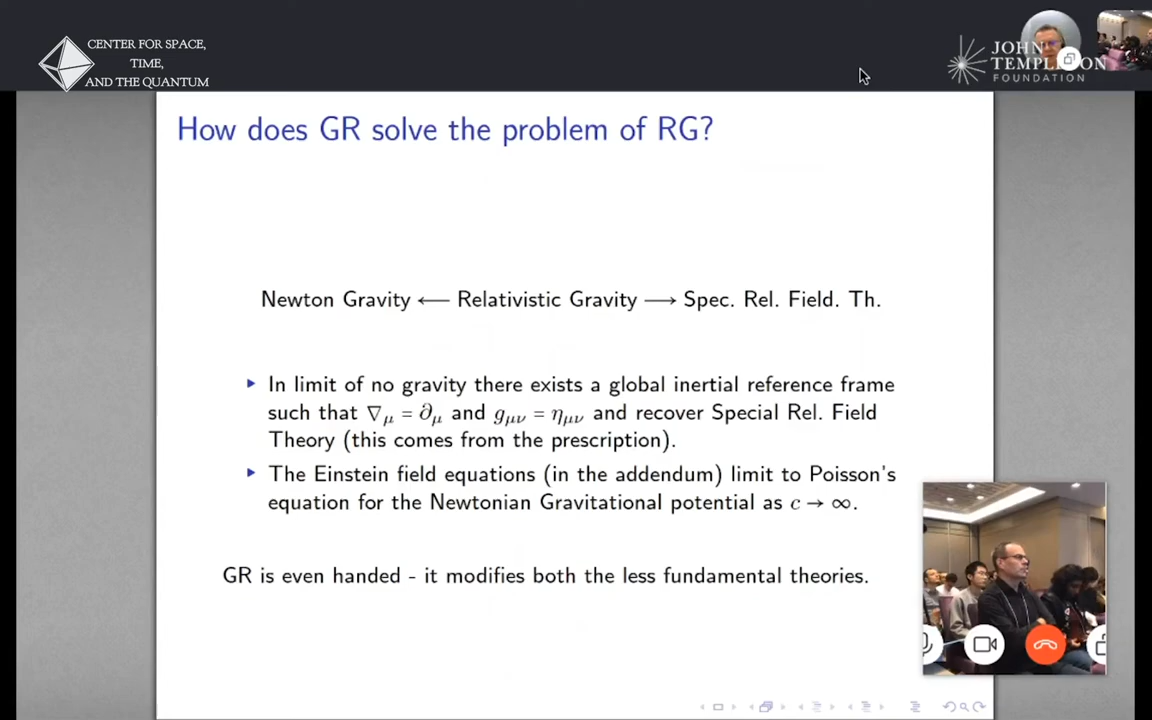 CENTER FOR SPACE,
TIME,
AND THE QUANTUM
JOHN
TEMPLETON
FOUNDATION
How does GR solve the problem of RG?
Newton Gravity ⟵ Relativistic Gravity ⟶ Spec. Rel. Field. Th.
▶ In limit of no gravity there exists a global inertial reference frame
such that ∇μ = ∂μ and gμν = ημν and recover Special Rel. Field
Theory (this comes from the prescription).
▶ The Einstein field equations (in the addendum) limit to Poisson's
equation for the Newtonian Gravitational potential as c → ∞.
GR is even handed - it modifies both the less fundamental theories.